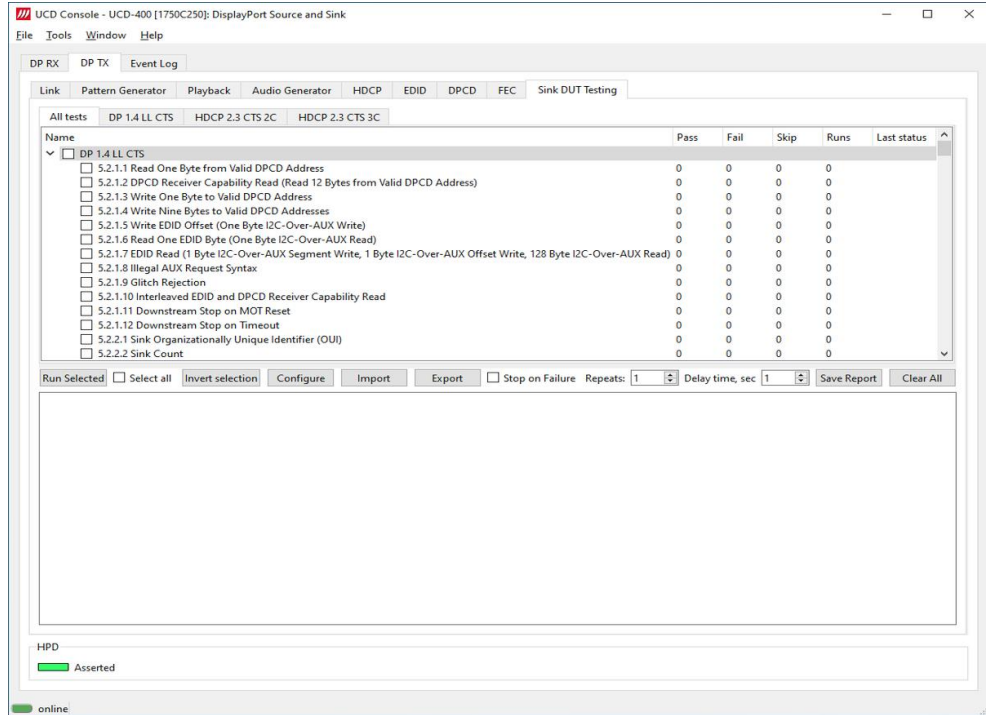 UCD Console - UCD-400 [1750C250]: DisplayPort Source and Sink
File Tools Window Help
DP RX DP TX Event Log
Link Pattern Generator Playback Audio Generator HDCP EDID DPCD FEC Sink DUT Testing
All tests DP 1.4 LL CTS HDCP 2.3 CTS 2C HDCP 2.3 CTS 3C
Name Pass Fail Skip Runs Last status
DP 1.4 LL CTS
5.2.1.1 Read One Byte from Valid DPCD Address 0 0 0 0
5.2.1.2 DPCD Receiver Capability Read (Read 12 Bytes from Valid DPCD Address) 0 0 0 0
5.2.1.3 Write One Byte to Valid DPCD Address 0 0 0 0
5.2.1.4 Write Nine Bytes to Valid DPCD Addresses 0 0 0 0
5.2.1.5 Write EDID Offset (One Byte I2C-Over-AUX Write) 0 0 0 0
5.2.1.6 Read One EDID Byte (One Byte I2C-Over-AUX Read) 0 0 0 0
5.2.1.7 EDID Read (1 Byte I2C-Over-AUX Segment Write, 1 Byte I2C-Over-AUX Offset Write, 128 Byte I2C-Over-AUX Read) 0 0 0 0
5.2.1.8 Illegal AUX Request Syntax 0 0 0 0
5.2.1.9 Glitch Rejection 0 0 0 0
5.2.1.10 Interleaved EDID and DPCD Receiver Capability Read 0 0 0 0
5.2.1.11 Downstream Stop on MOT Reset 0 0 0 0
5.2.1.12 Downstream Stop on Timeout 0 0 0 0
5.2.2.1 Sink Organizationally Unique Identifier (OUI) 0 0 0 0
5.2.2.2 Sink Count 0 0 0 0
Run Selected Select all Invert selection Configure Import Export Stop on Failure Repeats: 1 Delay time, sec 1 Save Report Clear All
HPD
Asserted
online